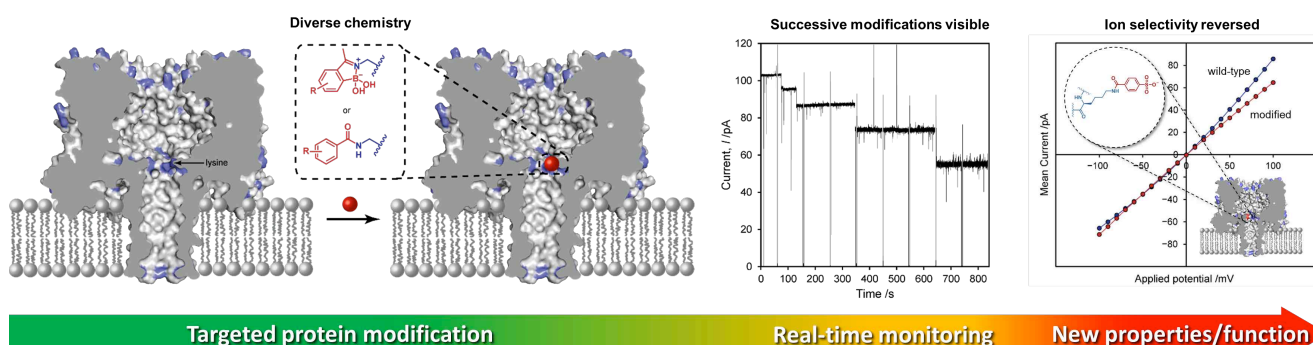 Diverse chemistry
Successive modifications visible
Ion selectivity reversed
R
N
+
B
−
OH
OH
or
O
R
N
H
lysine
120
100
80
60
40
20
0
0 100 200 300 400 500 600 700 800
Current, I /pA
Time /s
wild-type
modified
80
60
40
20
0
−20
−40
−60
−80
−100 −50 50 100
Mean Current /pA
Applied potential /mV
Targeted protein modification
Real-time monitoring
New properties/function